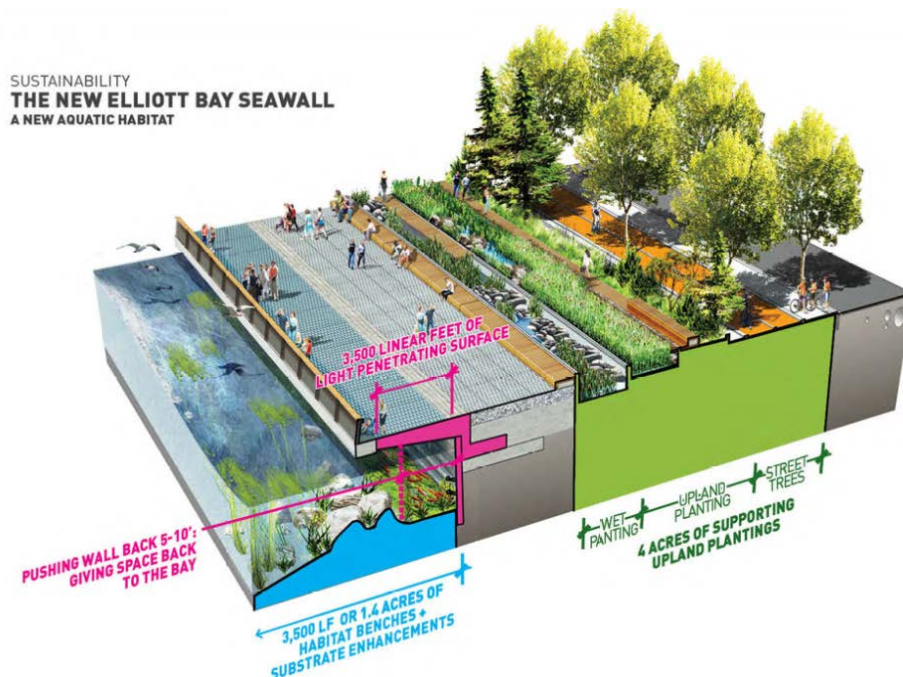 SUSTAINABILITY
THE NEW ELLIOTT BAY SEAWALL
A NEW AQUATIC HABITAT
3,500 LINEAR FEET OF
LIGHT PENETRATING SURFACE
PUSHING WALL BACK 5-10':
GIVING SPACE BACK
TO THE BAY
3,500 LF OR 1.4 ACRES OF
HABITAT BENCHES +
SUBSTRATE ENHANCEMENTS
WET
PANTING
UPLAND
PLANTING
STREET
TREES
4 ACRES OF SUPPORTING
UPLAND PLANTINGS